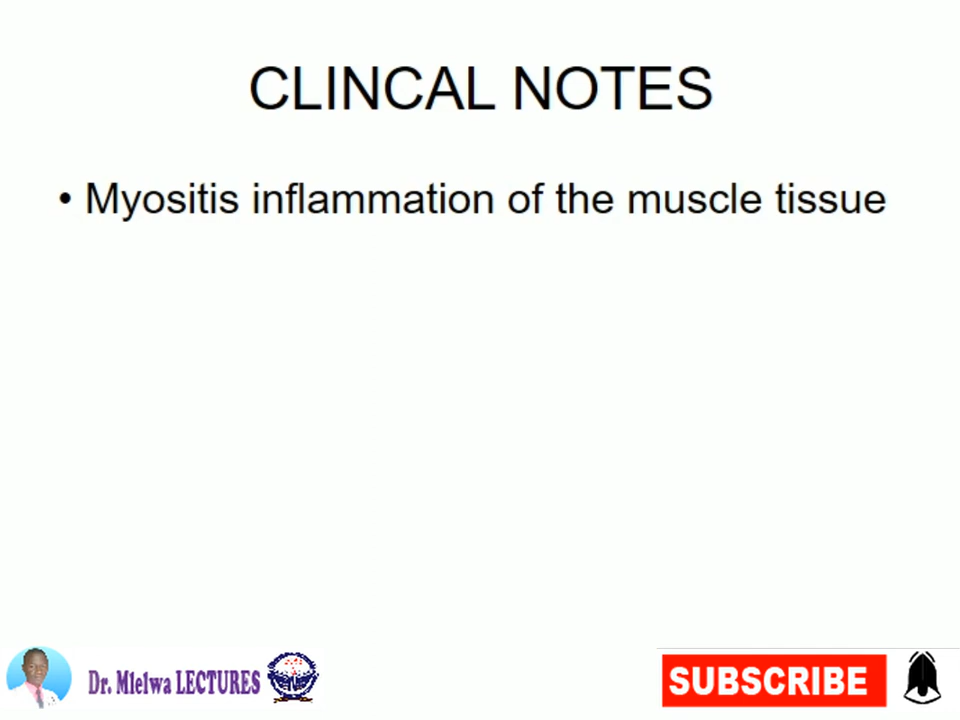 CLINCAL NOTES
• Myositis inflammation of the muscle tissue
Dr. Mlelwa LECTURES
SUBSCRIBE